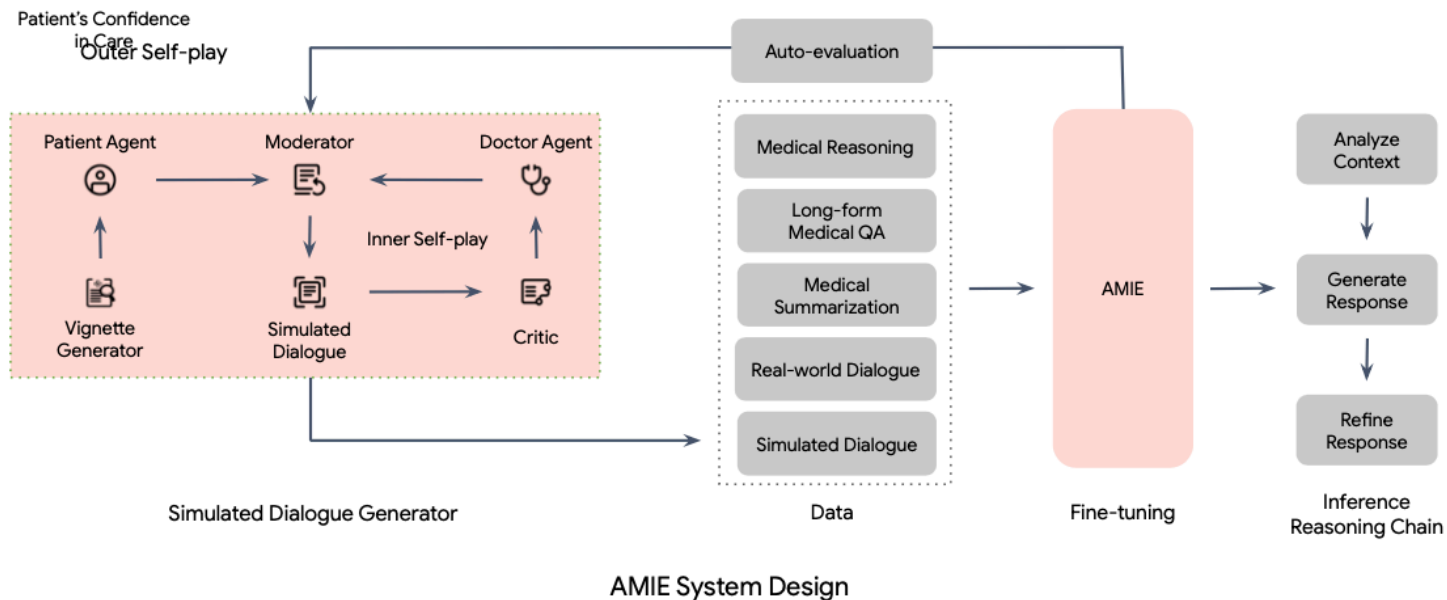 Patient's Confidence
in Care
Outer Self-play
Auto-evaluation
Patient Agent
Moderator
Doctor Agent
Inner Self-play
Vignette
Generator
Simulated
Dialogue
Critic
Medical Reasoning
Long-form
Medical QA
Medical
Summarization
Real-world Dialogue
Simulated Dialogue
AMIE
Analyze
Context
Generate
Response
Refine
Response
Simulated Dialogue Generator
Data
Fine-tuning
Inference
Reasoning Chain
AMIE System Design